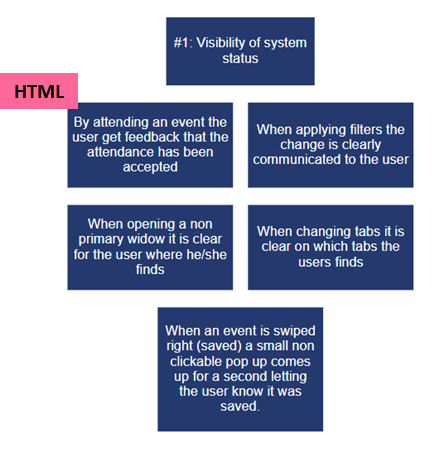 #1: Visibility of system
status
HTML
By attending an event the
user get feedback that the
attendance has been
accepted
When applying filters the
change is clearly
communicated to the user
When opening a non
primary widow it is clear
for the user where he/she
finds
When changing tabs it is
clear on which tabs the
users finds
When an event is swiped
right (saved) a small non
clickable pop up comes
up for a second letting
the user know it was
saved.